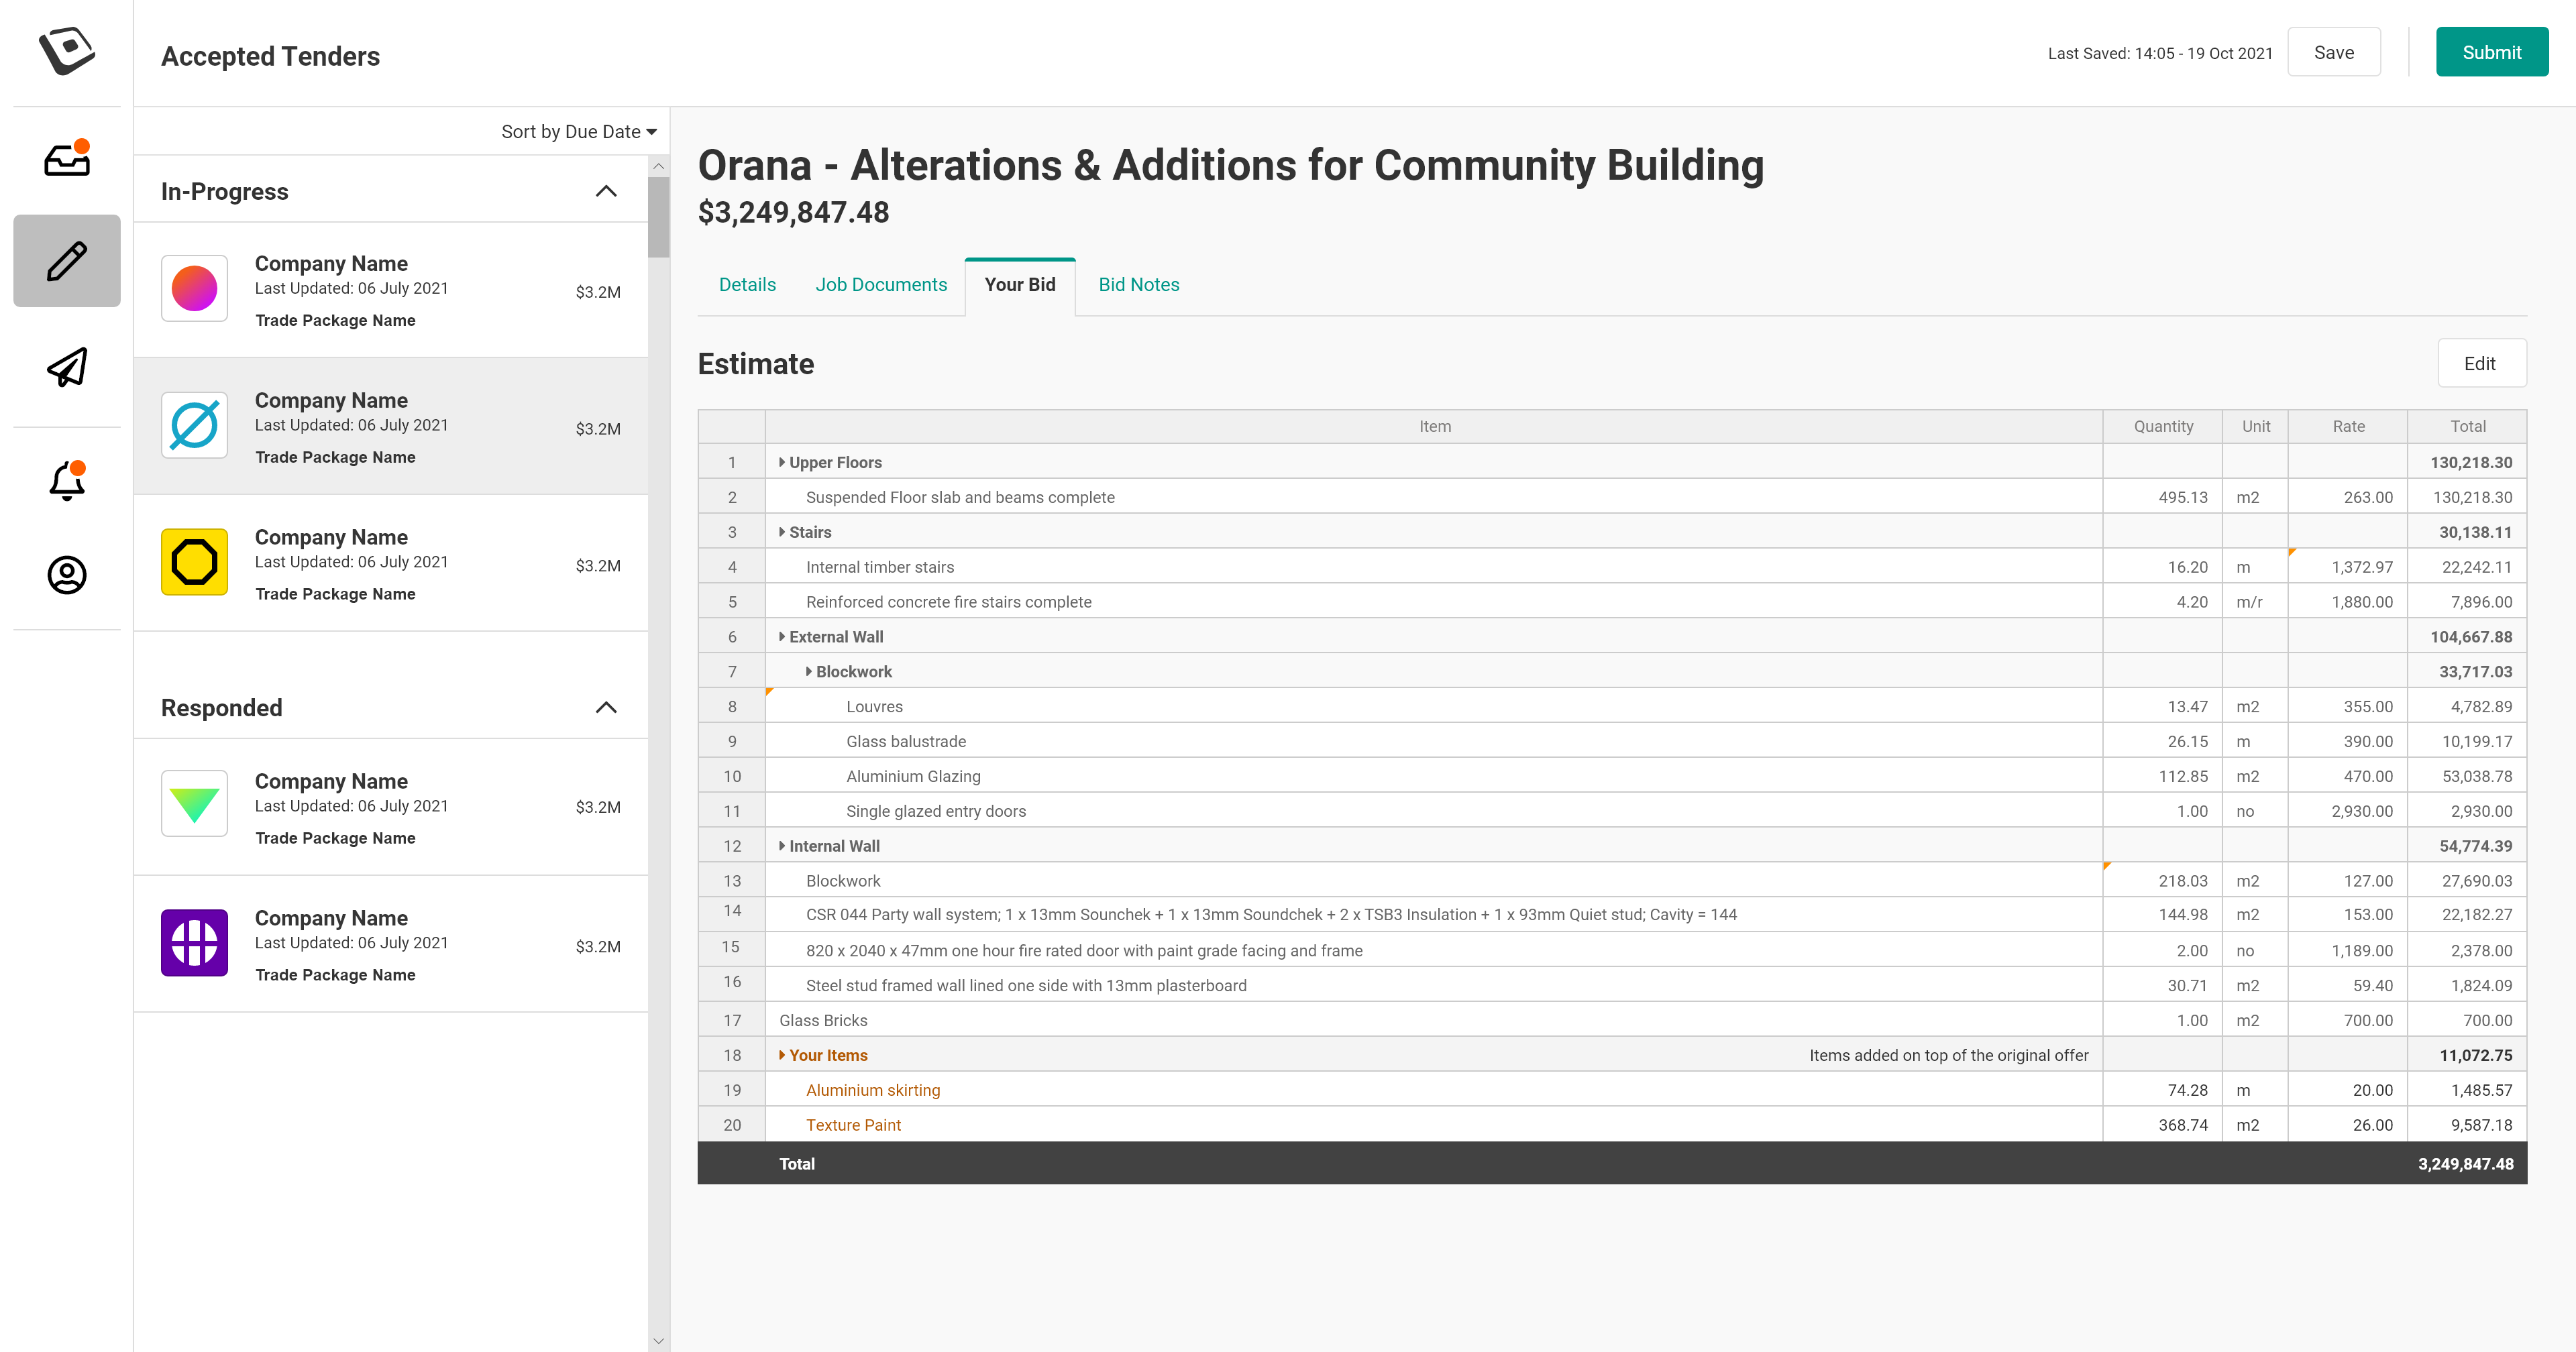 Accepted Tenders
Last Saved: 14:05 - 19 Oct 2021
Save
Submit
Sort by Due Date
In-Progress
Company Name
Last Updated: 06 July 2021
Trade Package Name
$3.2M
Company Name
Last Updated: 06 July 2021
Trade Package Name
$3.2M
Company Name
Last Updated: 06 July 2021
Trade Package Name
$3.2M
Responded
Company Name
Last Updated: 06 July 2021
Trade Package Name
$3.2M
Company Name
Last Updated: 06 July 2021
Trade Package Name
$3.2M
Orana - Alterations & Additions for Community Building
$3,249,847.48
Details Job Documents Your Bid Bid Notes
Estimate
Edit
Item Quantity Unit Rate Total
1 Upper Floors 130,218.30
2 Suspended Floor slab and beams complete 495.13 m2 263.00 130,218.30
3 Stairs 30,138.11
4 Internal timber stairs 16.20 m 1,372.97 22,242.11
5 Reinforced concrete fire stairs complete 4.20 m/r 1,880.00 7,896.00
6 External Wall 104,667.88
7 Blockwork 33,717.03
8 Louvres 13.47 m2 355.00 4,782.89
9 Glass balustrade 26.15 m 390.00 10,199.17
10 Aluminium Glazing 112.85 m2 470.00 53,038.78
11 Single glazed entry doors 1.00 no 2,930.00 2,930.00
12 Internal Wall 54,774.39
13 Blockwork 218.03 m2 127.00 27,690.03
14 CSR 044 Party wall system; 1 x 13mm Sounchek + 1 x 13mm Soundchek + 2 x TSB3 Insulation + 1 x 93mm Quiet stud; Cavity = 144 144.98 m2 153.00 22,182.27
15 820 x 2040 x 47mm one hour fire rated door with paint grade facing and frame 2.00 no 1,189.00 2,378.00
16 Steel stud framed wall lined one side with 13mm plasterboard 30.71 m2 59.40 1,824.09
17 Glass Bricks 1.00 m2 700.00 700.00
18 Your Items Items added on top of the original offer 11,072.75
19 Aluminium skirting 74.28 m 20.00 1,485.57
20 Texture Paint 368.74 m2 26.00 9,587.18
Total 3,249,847.48